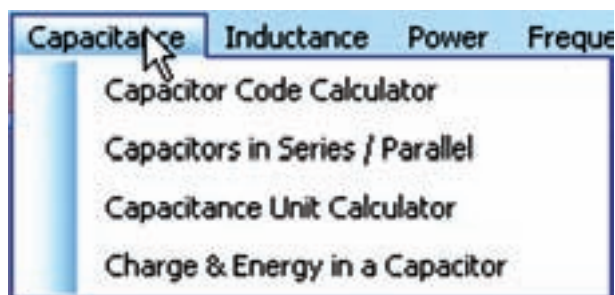 Capacitance Inductance Power Freque
Capacitor Code Calculator
Capacitors in Series / Parallel
Capacitance Unit Calculator
Charge & Energy in a Capacitor